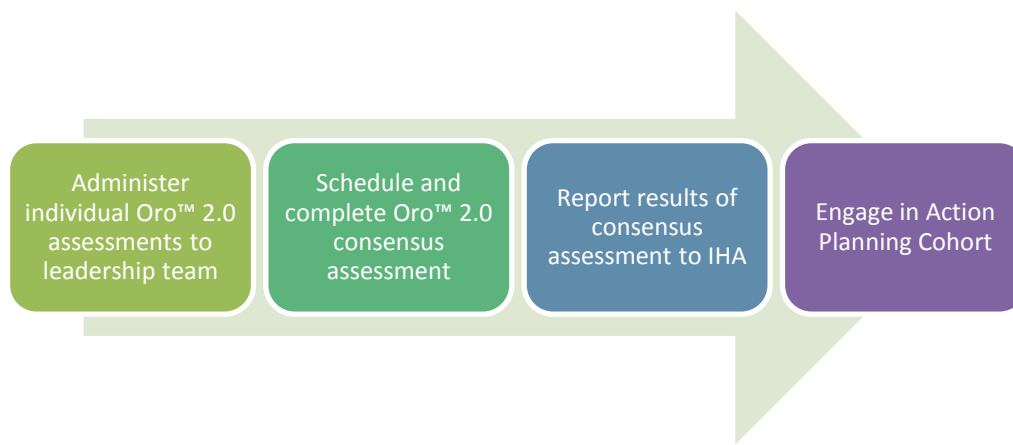 Administer
individual Oro™ 2.0
assessments to
leadership team
Schedule and
complete Oro™ 2.0
consensus
assessment
Report results of
consensus
assessment to IHA
Engage in Action
Planning Cohort